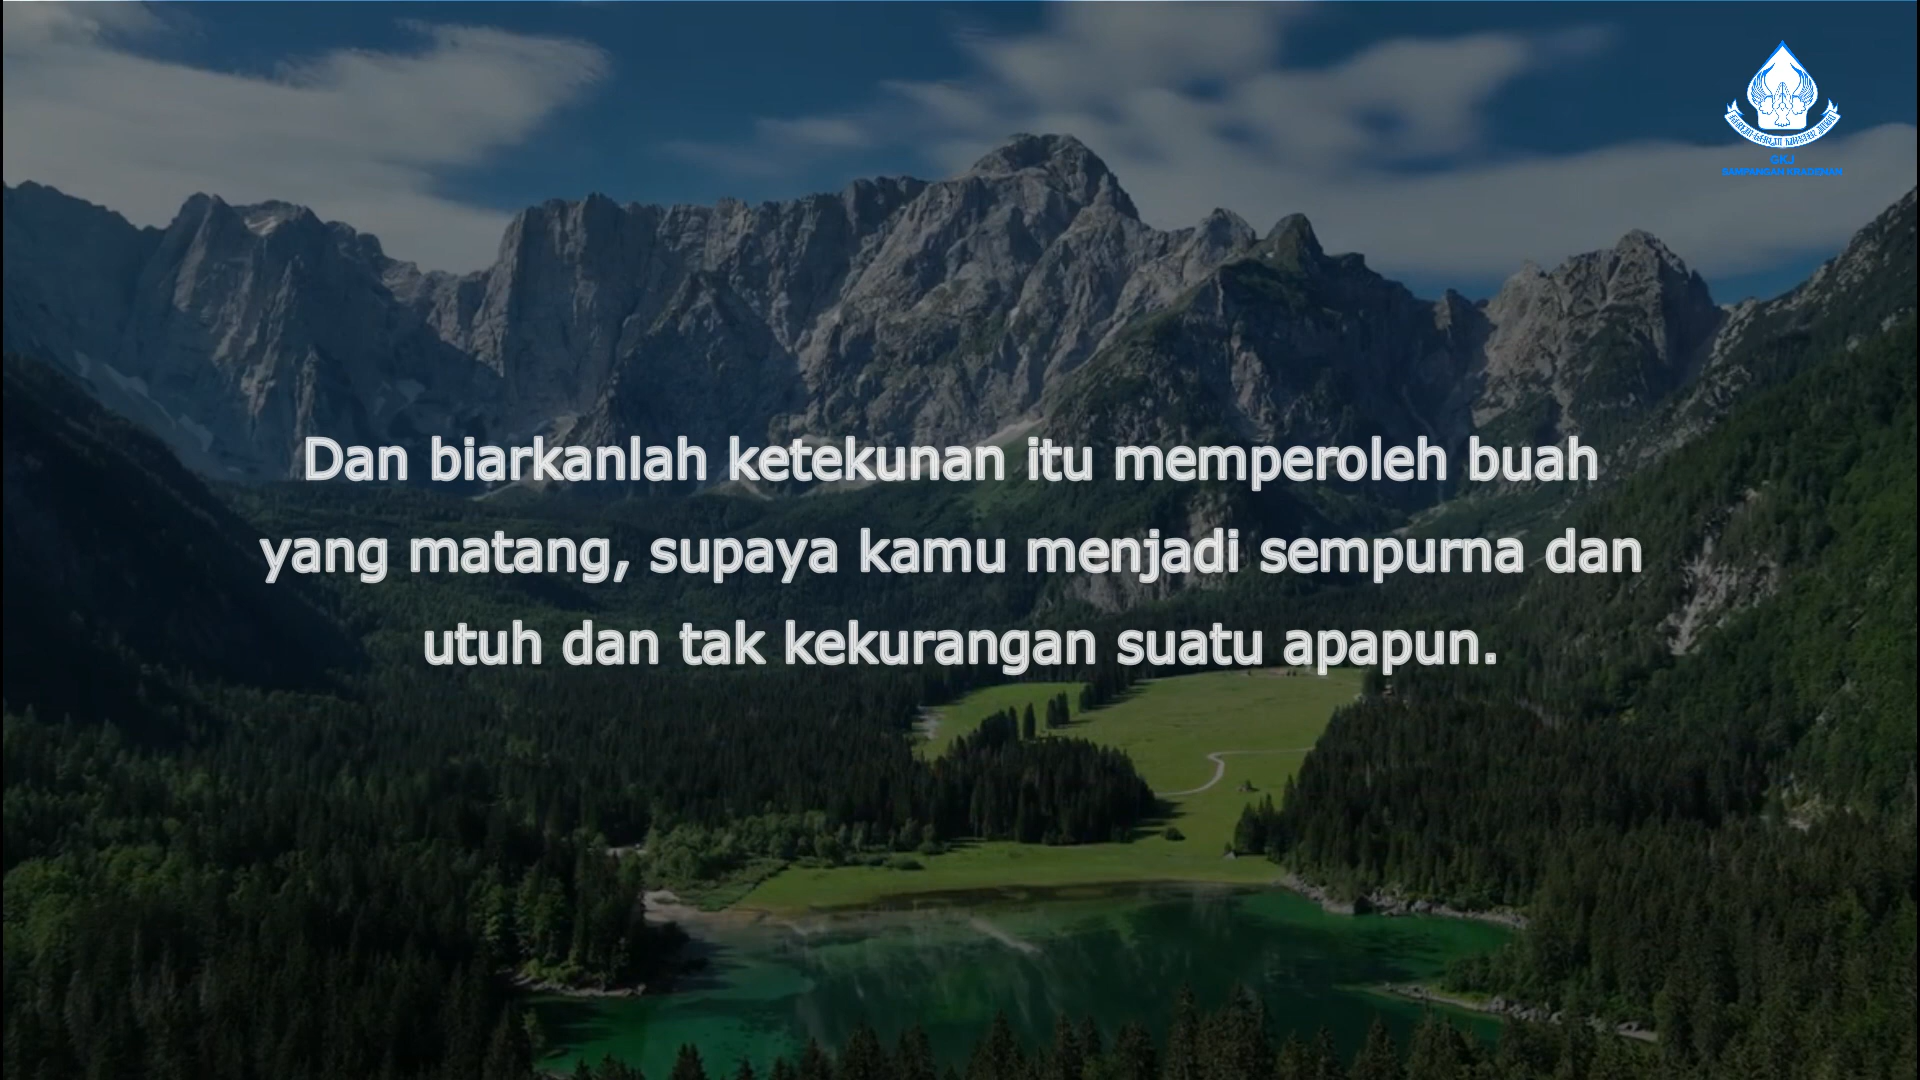 GKJ
Dan biarkanlah ketekunan itu memperoleh buah
yang matang, supaya kamu menjadi sempurna dan
utuh dan tak kekurangan suatu apapun.